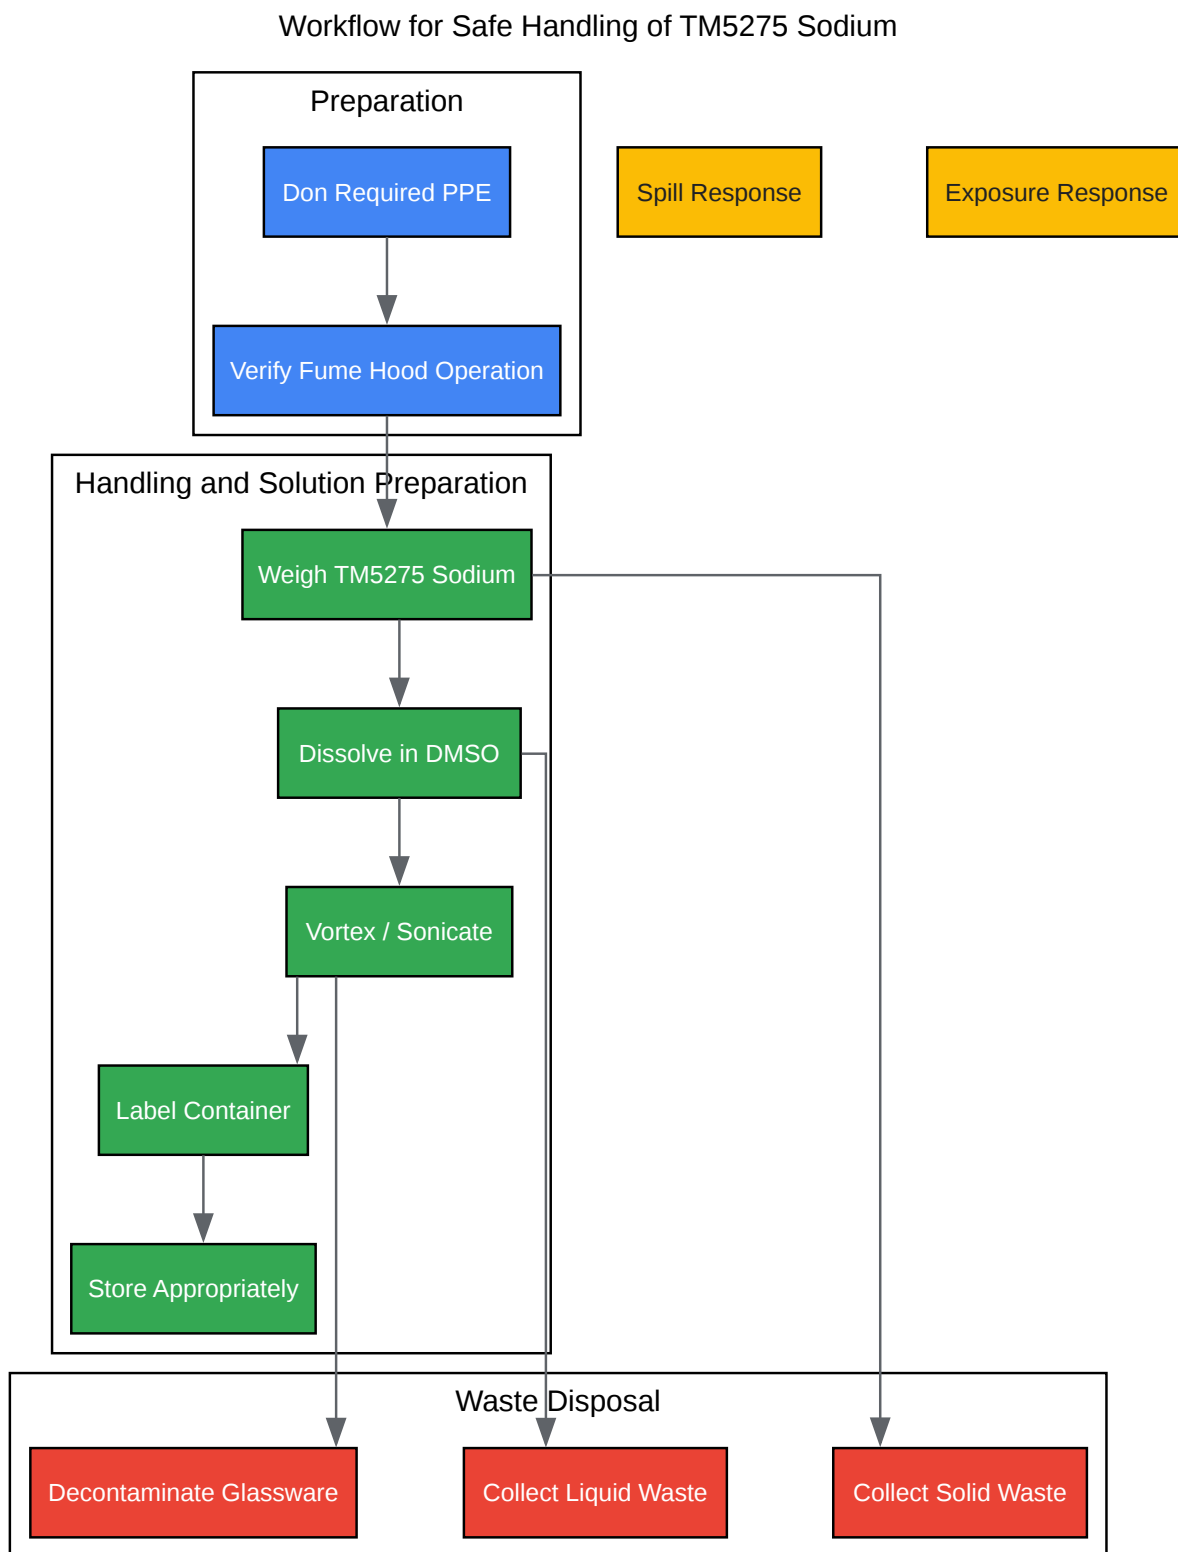 Workflow for Safe Handling of TM5275 Sodium
Preparation
Don Required PPE
Spill Response
Exposure Response
Verify Fume Hood Operation
Handling and Solution Preparation
Weigh TM5275 Sodium
Dissolve in DMSO
Vortex / Sonicate
Label Container
Store Appropriately
Waste Disposal
Decontaminate Glassware
Collect Liquid Waste
Collect Solid Waste